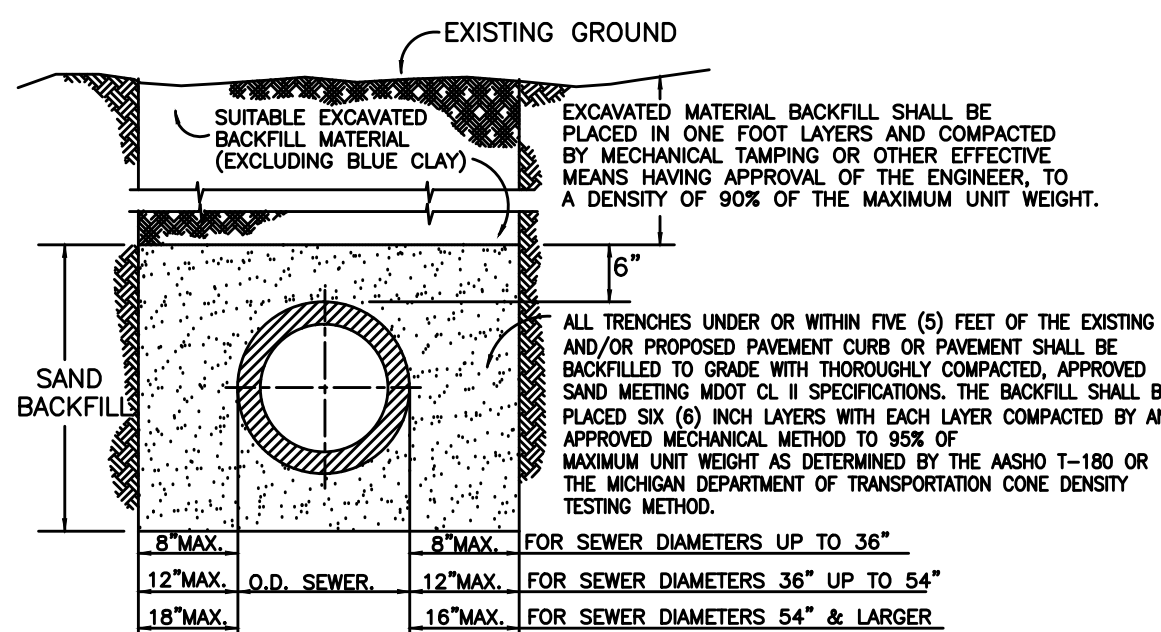 EXISTING GROUND
SUITABLE EXCAVATED
BACKFILL MATERIAL
(EXCLUDING BLUE CLAY)
EXCAVATED MATERIAL BACKFILL SHALL BE
PLACED IN ONE FOOT LAYERS AND COMPACTED
BY MECHANICAL TAMPING OR OTHER EFFECTIVE
MEANS HAVING APPROVAL OF THE ENGINEER, TO
A DENSITY OF 90% OF THE MAXIMUM UNIT WEIGHT.
6"
SAND
BACKFILL
ALL TRENCHES UNDER OR WITHIN FIVE (5) FEET OF THE EXISTING
AND/OR PROPOSED PAVEMENT CURB OR PAVEMENT SHALL BE
BACKFILLED TO GRADE WITH THOROUGHLY COMPACTED, APPROVED
SAND MEETING MDOT CL II SPECIFICATIONS. THE BACKFILL SHALL
PLACED SIX (6) INCH LAYERS WITH EACH LAYER COMPACTED BY
APPROVED MECHANICAL METHOD TO 95% OF
MAXIMUM UNIT WEIGHT AS DETERMINED BY THE AASHO T-180 OR
THE MICHIGAN DEPARTMENT OF TRANSPORTATION CONE DENSITY
TESTING METHOD.
8"MAX. 8"MAX. FOR SEWER DIAMETERS UP TO 36"
12"MAX. O.D. SEWER. 12"MAX. FOR SEWER DIAMETERS 36" UP TO 54"
18"MAX. 16"MAX. FOR SEWER DIAMETERS 54" & LARGER